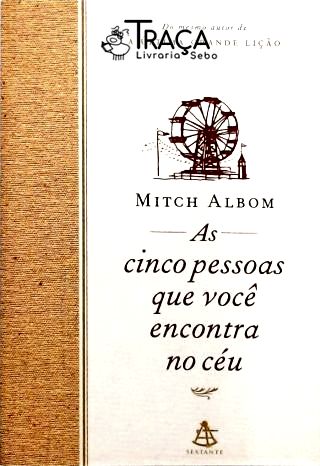 Do mesmo autor de
TRAÇA
Livraria Sebo
A ANDE LIÇÃO
MITCH ALBOM
As
cinco pessoas
que você
encontra
no céu
SEXTANTE